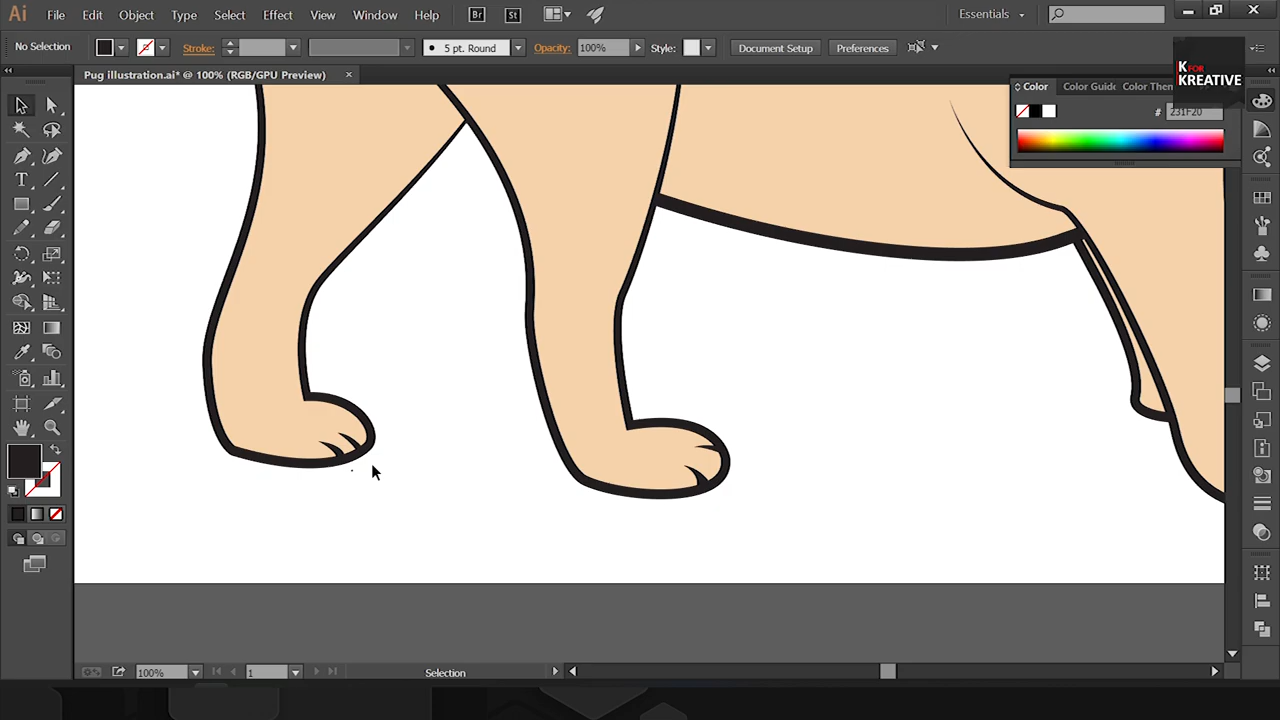 Ai File Edit Object Type Select Effect View Window Help Br St Essentials
No Selection Stroke: 5 pt. Round Opacity: 100% Style: Document Setup Preferences
K FOR KREATIVE
Pug illustration.ai* @ 100% (RGB/GPU Preview)
Color Color Guide Color Them
# 231F20
100% 1 Selection